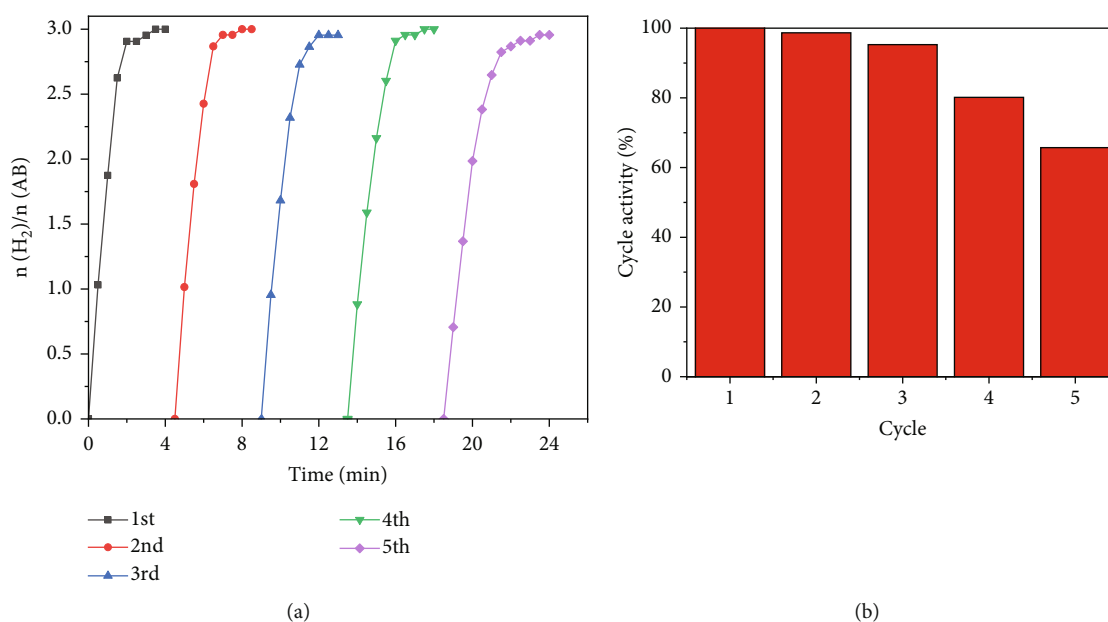 3.0
2.5
2.0
1.5
1.0
0.5
0.0
n (H₂)/n (AB)
0 4 8 12 16 20 24
Time (min)
1st
2nd
3rd
4th
5th
(a)
100
80
60
40
20
0
Cycle activity (%)
1 2 3 4 5
Cycle
(b)